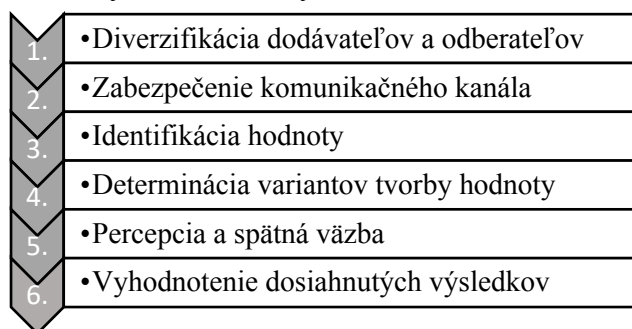 1. •Diverzifikácia dodávateľov a odberateľov
2. •Zabezpečenie komunikačného kanála
3. •Identifikácia hodnoty
4. •Determinácia variantov tvorby hodnoty
5. •Percepcia a spätná väzba
6. •Vyhodnotenie dosiahnutých výsledkov